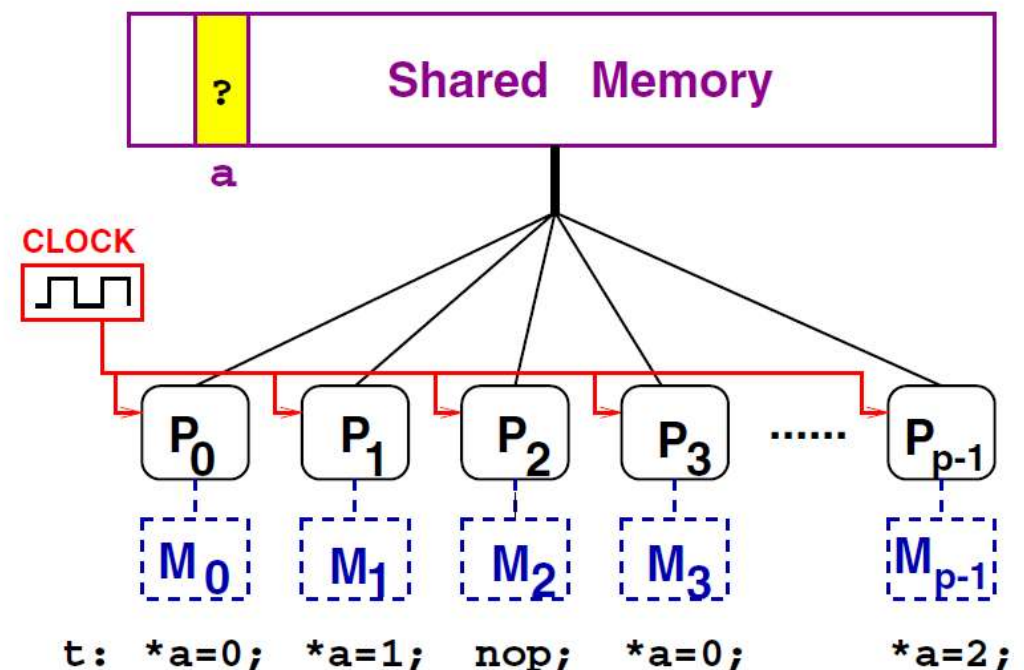 ? Shared Memory
a
CLOCK
P0 P1 P2 P3 ...... Pp-1
M0 M1 M2 M3 Mp-1
t: *a=0; *a=1; nop; *a=0; *a=2;